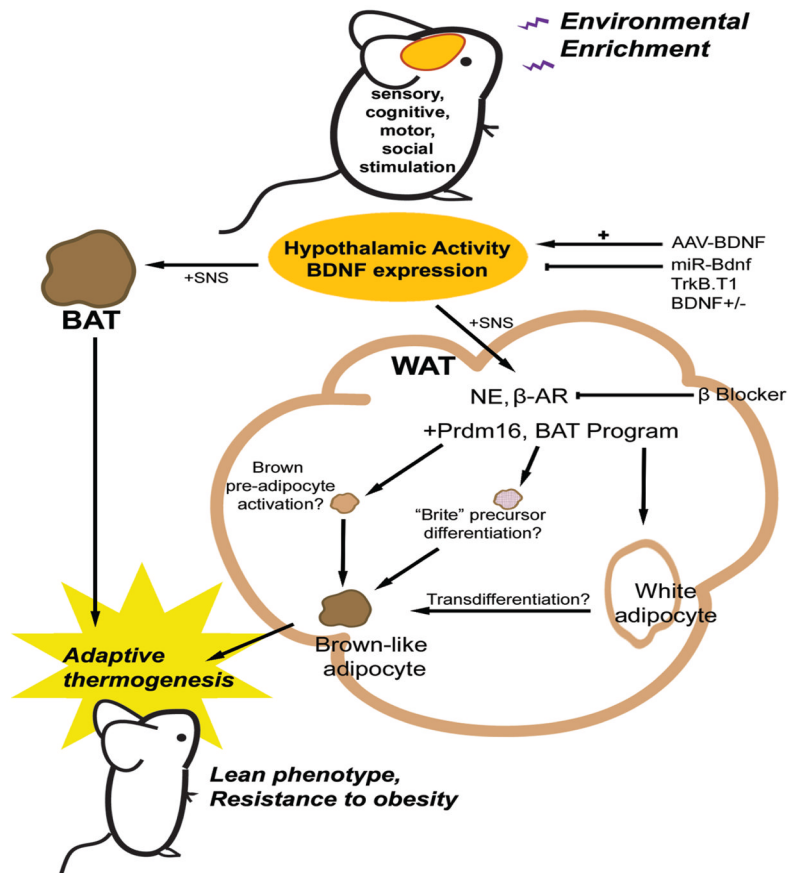 Environmental
Enrichment
sensory,
cognitive,
motor,
social
stimulation
Hypothalamic Activity
BDNF expression
+
AAV-BDNF
miR-Bdnf
TrkB.T1
BDNF+/-
+SNS
BAT
+SNS
WAT
NE, β-AR
β Blocker
+Prdm16, BAT Program
Brown
pre-adipocyte
activation?
“Brite” precursor
differentiation?
Transdifferentiation?
White
adipocyte
Brown-like
adipocyte
Adaptive
thermogenesis
Lean phenotype,
Resistance to obesity